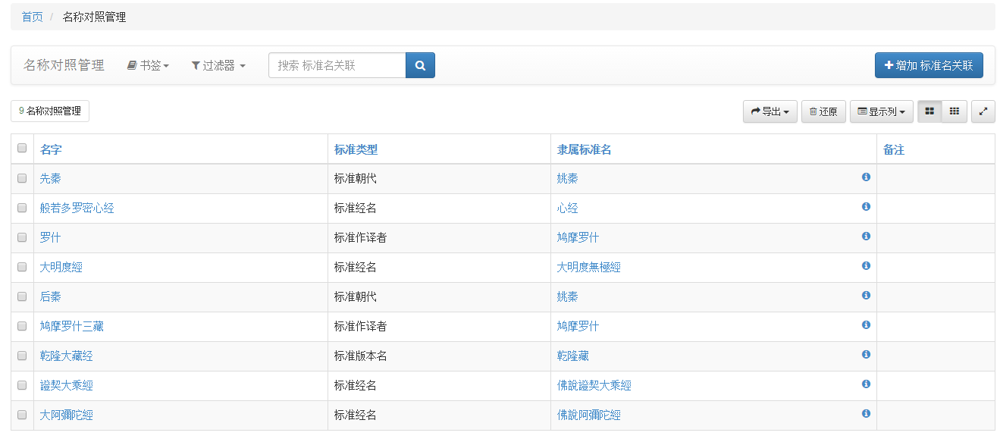 首页 / 名称对照管理
名称对照管理 书签 过滤器 搜索 标准名关联 增加 标准名关联
9 名称对照管理 导出 还原 显示列
名字 标准类型 隶属标准名 备注
先秦 标准朝代 姚秦
般若多罗密心经 标准经名 心经
罗什 标准作译者 鸠摩罗什
大明度經 标准经名 大明度無極經
后秦 标准朝代 姚秦
鸠摩罗什三藏 标准作译者 鸠摩罗什
乾隆大藏经 标准版本名 乾隆藏
證契大乘經 标准经名 佛說證契大乘經
大阿彌陀經 标准经名 佛說阿彌陀經